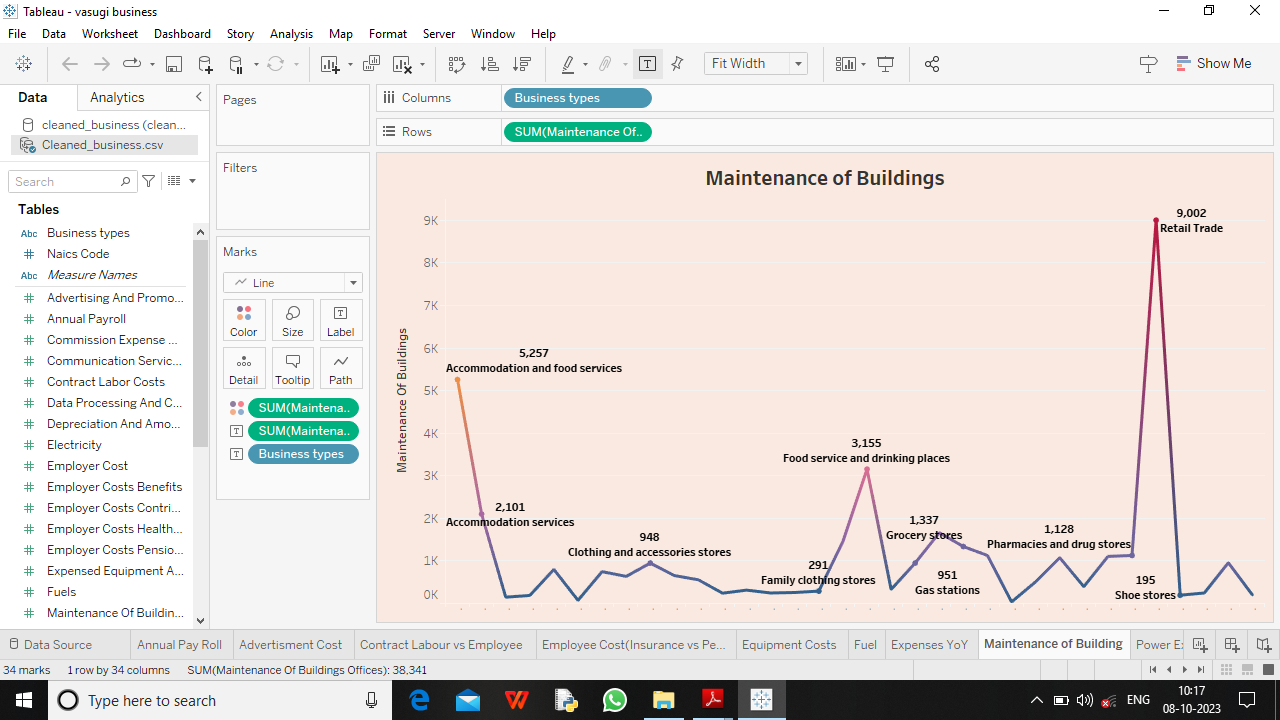 Tableau - vasugi business
File Data Worksheet Dashboard Story Analysis Map Format Server Window Help
Fit Width
Show Me
Data Analytics
Pages
Columns
Business types
cleaned_business (clean...
Cleaned_business.csv
Rows
SUM(Maintenance Of..
Search
Filters
Tables
Abc Business types
# Naics Code
Abc Measure Names
# Advertising And Promo...
# Annual Payroll
# Commission Expense ...
# Communication Servic...
# Contract Labor Costs
# Data Processing And C...
# Depreciation And Amo...
# Electricity
# Employer Cost
# Employer Costs Benefits
# Employer Costs Contri...
# Employer Costs Health...
# Employer Costs Pensio...
# Expensed Equipment A...
# Fuels
# Maintenance Of Buildin...
Marks
Line
Color Size Label
Detail Tooltip Path
SUM(Maintena..
SUM(Maintena..
Business types
Maintenance of Buildings
Maintenance Of Buildings
9K
8K
7K
6K
5K
4K
3K
2K
1K
0K
9,002
Retail Trade
5,257
Accommodation and food services
3,155
Food service and drinking places
2,101
Accommodation services
1,337
Grocery stores
948
Clothing and accessories stores
1,128
Pharmacies and drug stores
291
Family clothing stores
951
Gas stations
195
Shoe stores
Data Source Annual Pay Roll Advertisment Cost Contract Labour vs Employee Employee Cost(Insurance vs Pe... Equipment Costs Fuel Expenses YoY Maintenance of Building Power E
34 marks 1 row by 34 columns SUM(Maintenance Of Buildings Offices): 38,341
Type here to search
ENG
10:17
08-10-2023